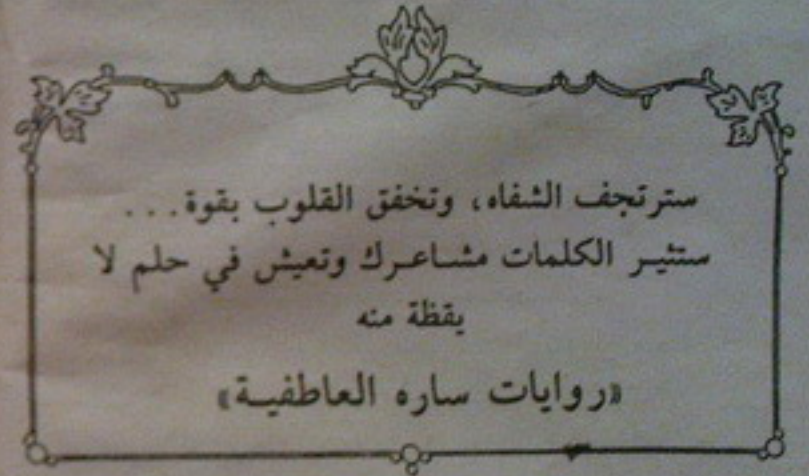 سترتجف الشفاه، وتخفق القلوب بقوة...
ستثير الكلمات مشاعرك وتعيش في حلم لا
يقظة منه
«روايات ساره العاطفية»